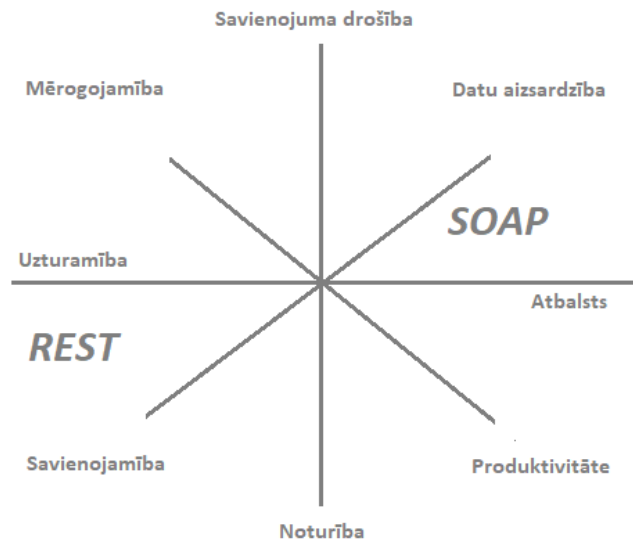 Savienojuma drošība
Mērogojamība
Datu aizsardzība
SOAP
Uzturamība
Atbalsts
REST
Savienojamība
Produktivitāte
Noturība